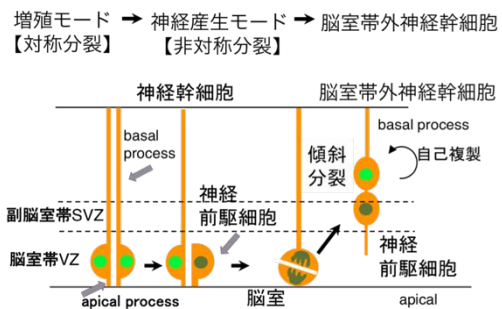 増殖モード → 神経産生モード → 脳室帯外神経幹細胞
【対称分裂】 【非対称分裂】
神経幹細胞 脳室帯外神経幹細胞
basal process
basal
process
傾斜
分裂
自己複製
神経
前駆細胞
副脳室帯SVZ
脳室帯VZ
神経
前駆細胞
apical process
脳室
apical